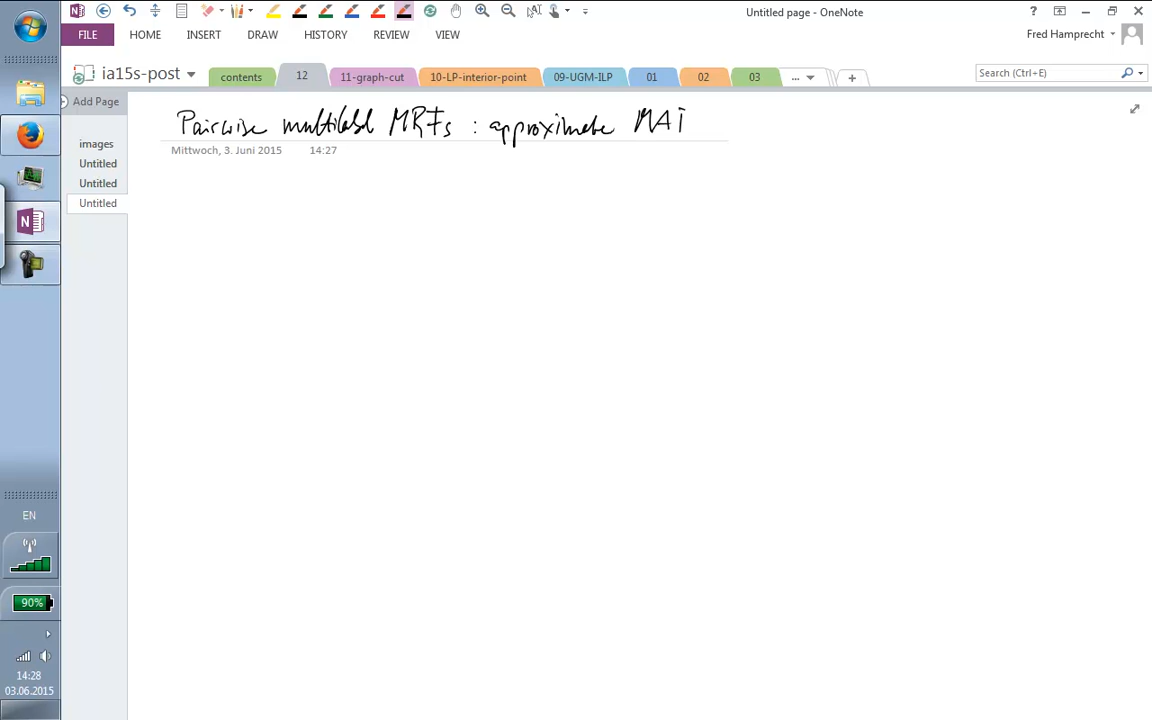 Untitled page - OneNote
FILE HOME INSERT DRAW HISTORY REVIEW VIEW
Fred Hamprecht
ia15s-post contents 12 11-graph-cut 10-LP-interior-point 09-UGM-ILP 01 02 03 ...
Search (Ctrl+E)
Add Page
Pairwise multilabel MRFs : approximate MAP
Mittwoch, 3. Juni 2015 14:27
images
Untitled
Untitled
Untitled
EN
90%
14:28
03.06.2015